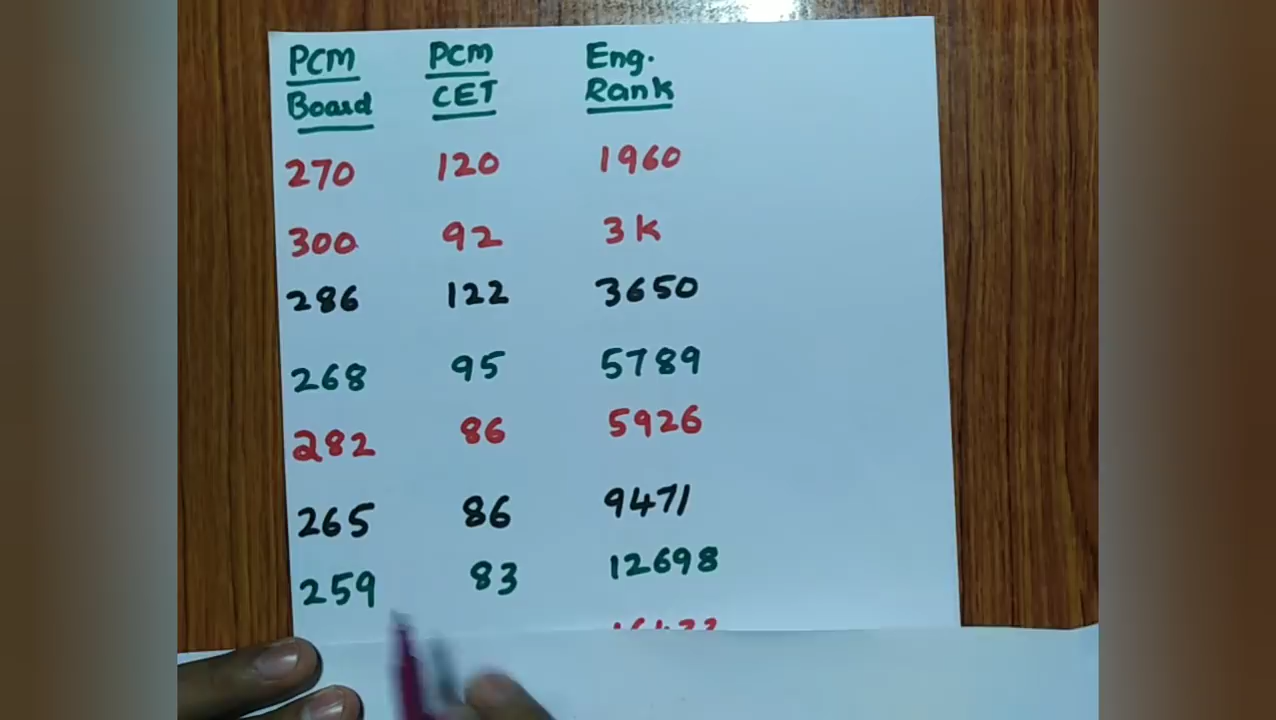 PCM PCM Eng.
Board CET Rank
270 120 1960
300 92 3k
286 122 3650
268 95 5789
282 86 5926
265 86 9471
259 83 12698